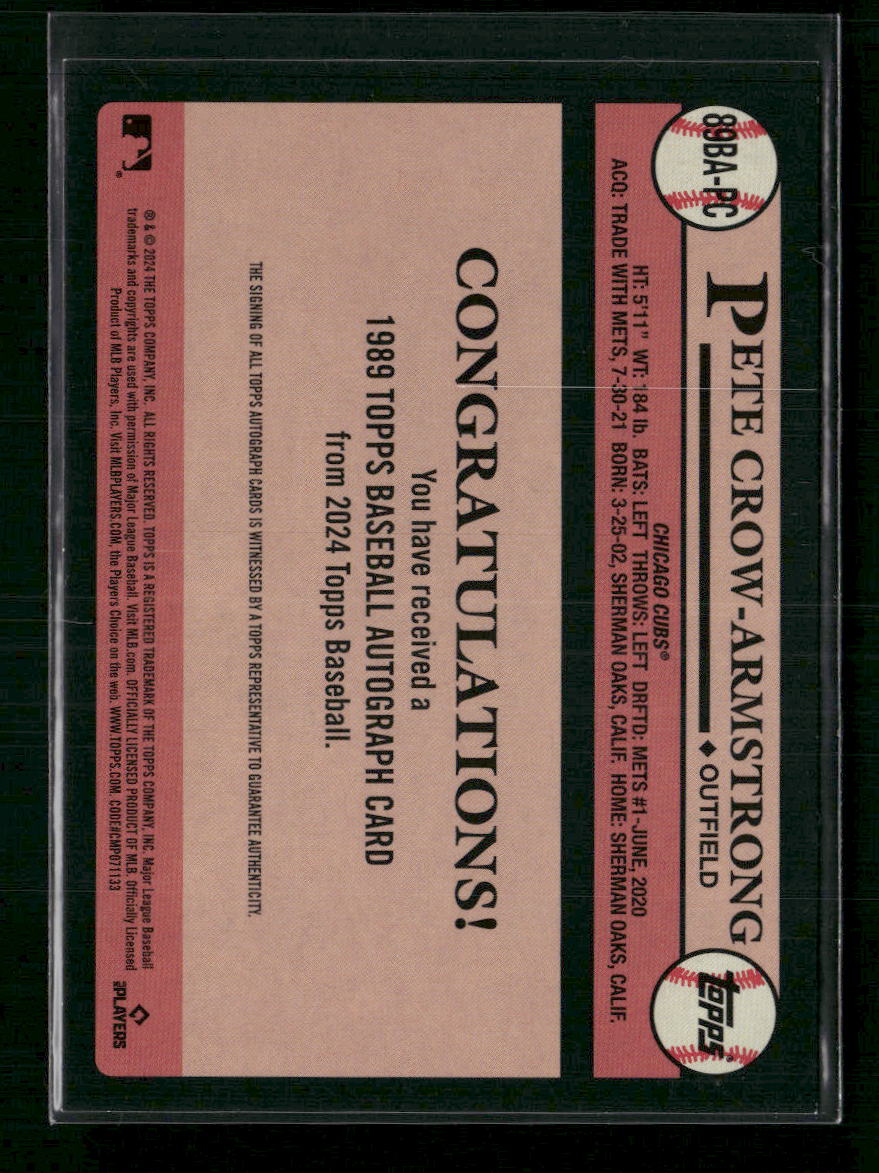 89BA-PC
PETE CROW-ARMSTRONG
◆ OUTFIELD
topps®
CHICAGO CUBS®
HT: 5'11" WT: 184 lb. BATS: LEFT THROWS: LEFT DRFTD: METS #1-JUNE, 2020
ACQ: TRADE WITH METS, 7-30-21 BORN: 3-25-02, SHERMAN OAKS, CALIF. HOME: SHERMAN OAKS, CALIF.
CONGRATULATIONS!
You have received a
1989 TOPPS BASEBALL AUTOGRAPH CARD
from 2024 Topps Baseball.
THE SIGNING OF ALL TOPPS AUTOGRAPH CARDS IS WITNESSED BY A TOPPS REPRESENTATIVE TO GUARANTEE AUTHENTICITY.
® & © 2024 THE TOPPS COMPANY, INC. ALL RIGHTS RESERVED. TOPPS IS A REGISTERED TRADEMARK OF THE TOPPS COMPANY, INC. Major League Baseball
trademarks and copyrights are used with permission of Major League Baseball. Visit MLB.com. OFFICIALLY LICENSED PRODUCT OF MLB. Officially Licensed
Product of MLB Players, Inc. Visit MLBPLAYERS.COM, the Players Choice on the web. WWW.TOPPS.COM. CODE#CMP071133
MLB PLAYERS